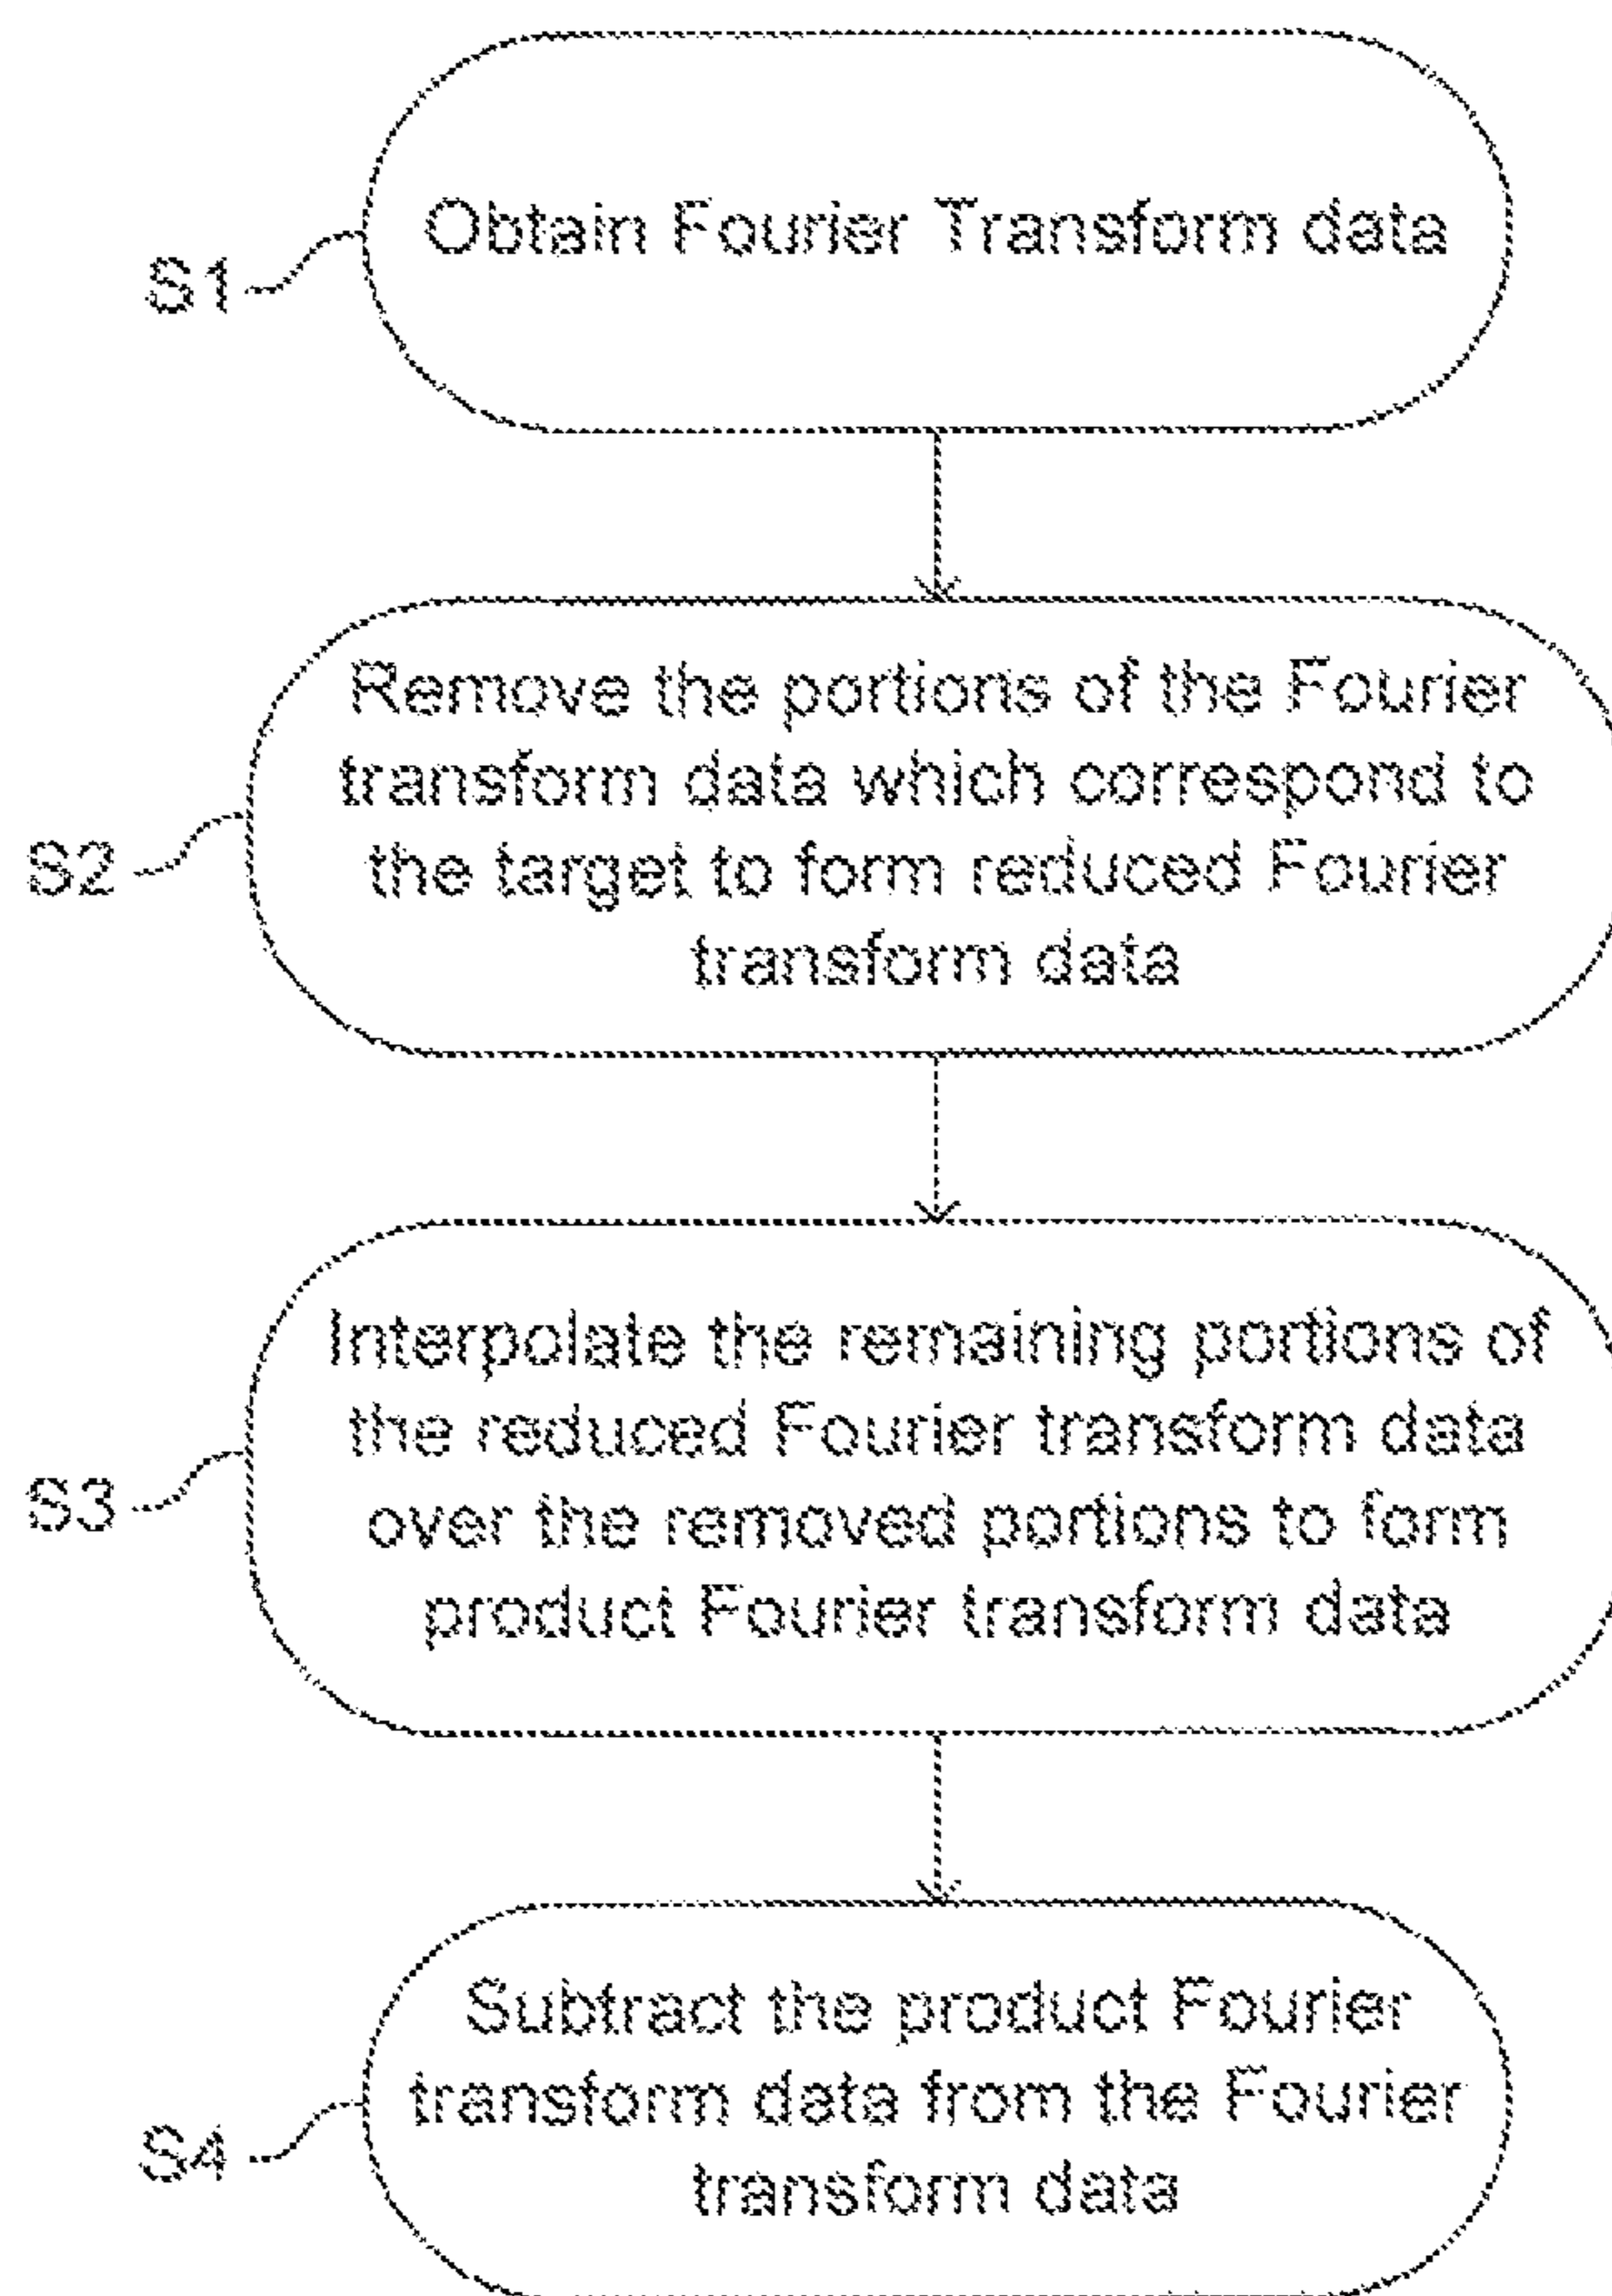 Obtain Fourier Transform data
S1
Remove the portions of the Fourier
transform data which correspond to
the target to form reduced Fourier
transform data
S2
Interpolate the remaining portions of
the reduced Fourier transform data
over the removed portions to form
product Fourier transform data
S3
Subtract the product Fourier
transform data from the Fourier
transform data
S4